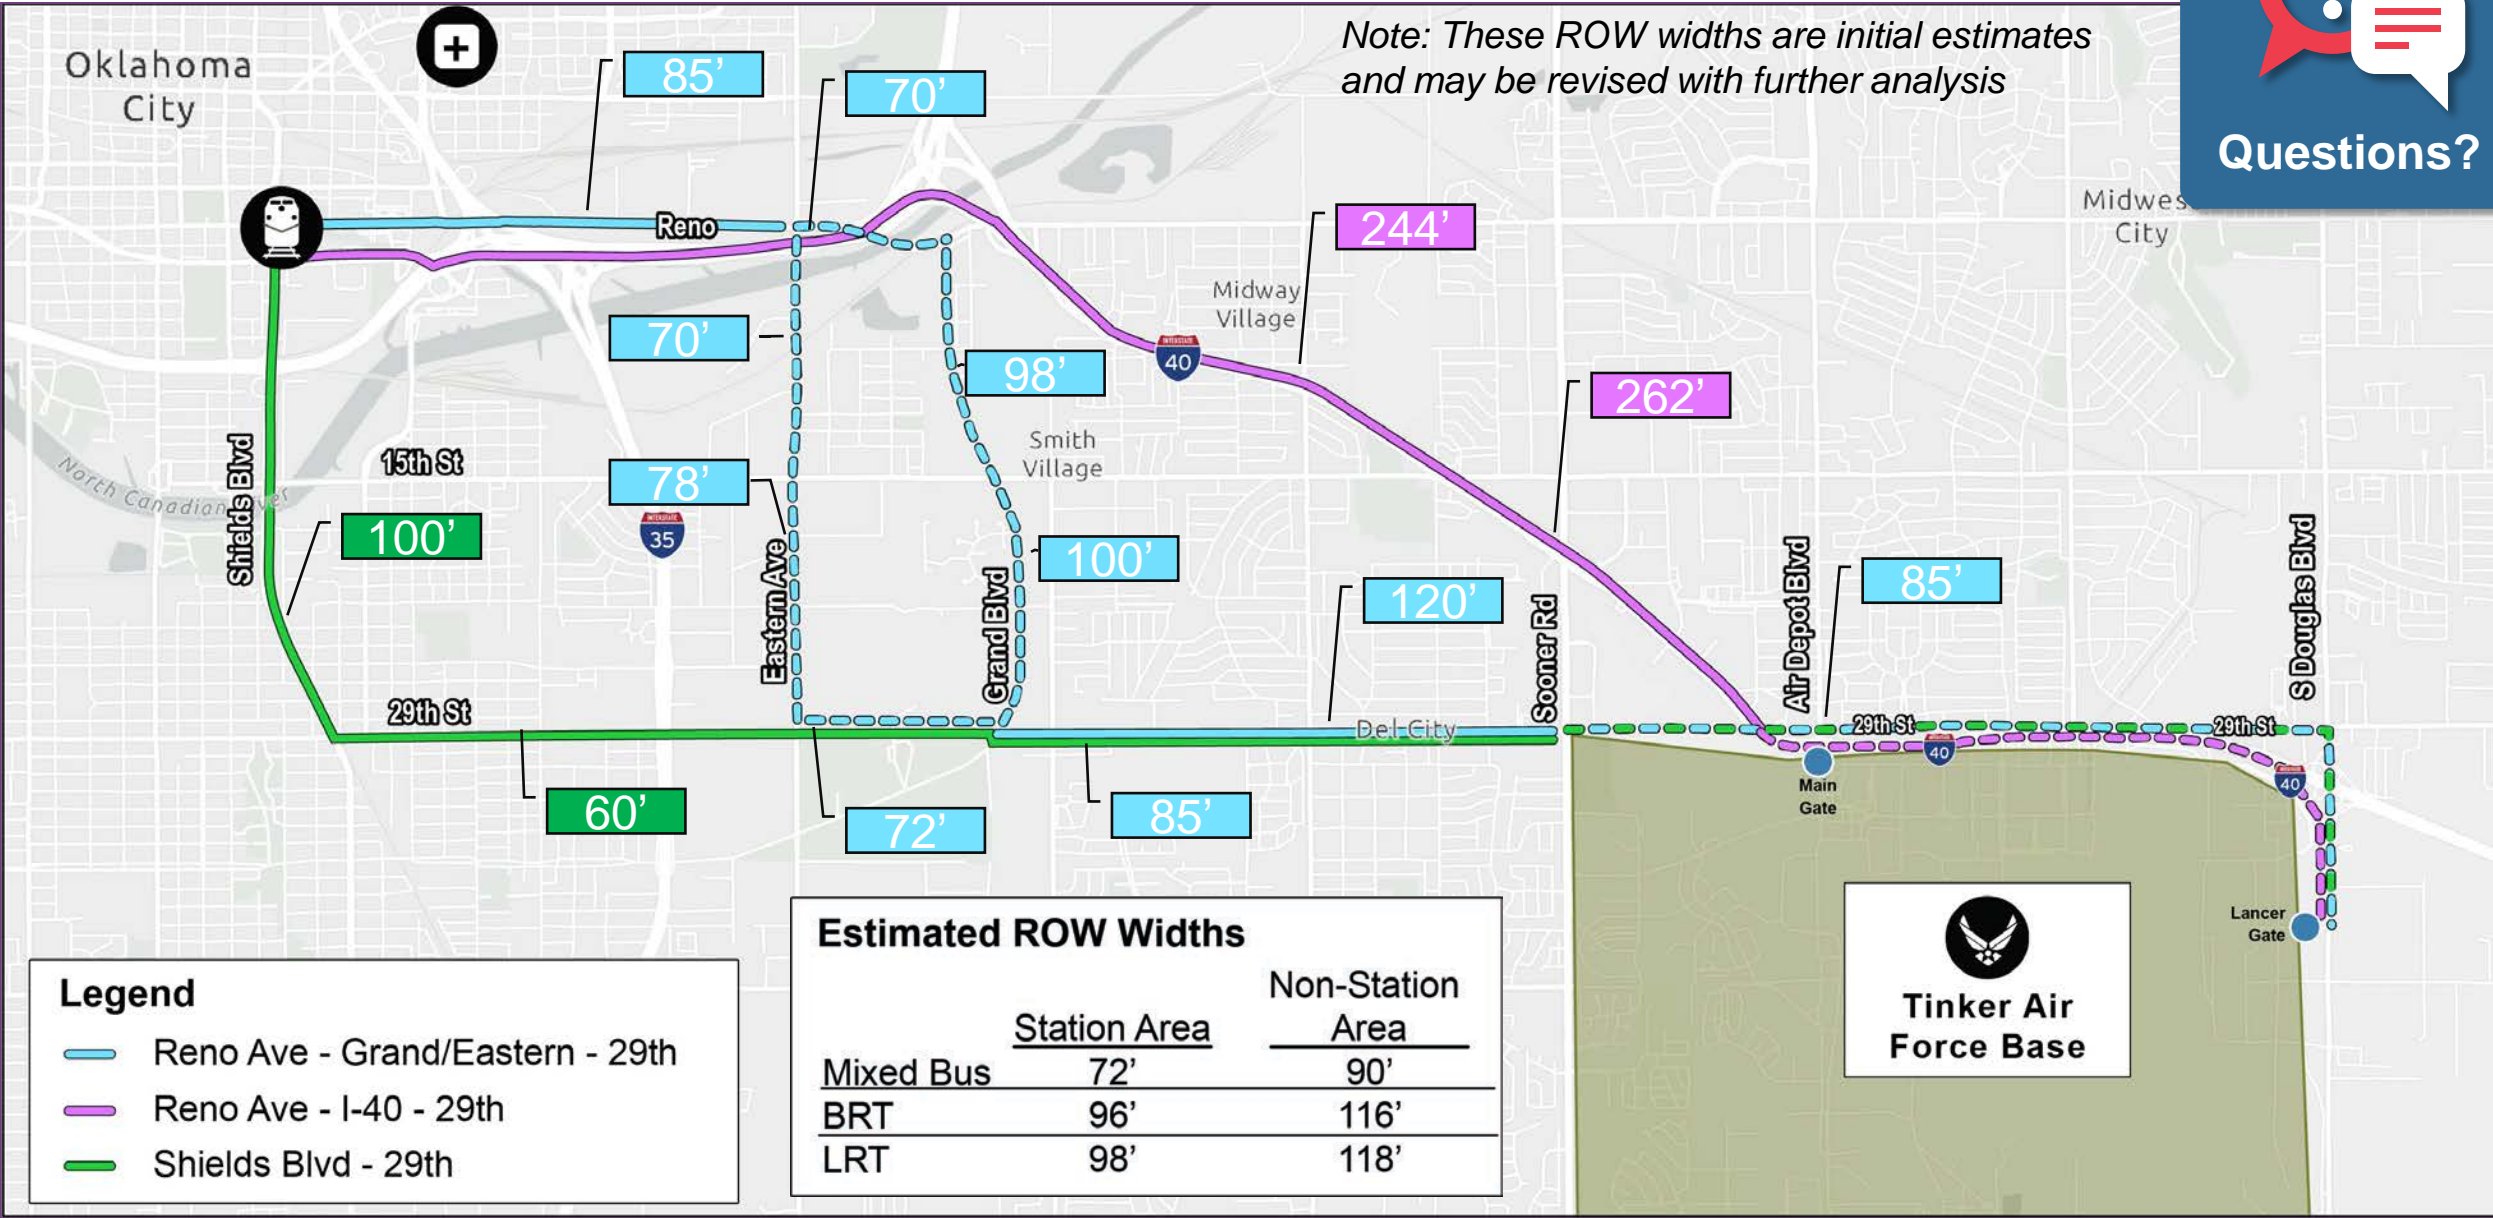 Oklahoma
City
85’
70’
Note: These ROW widths are initial estimates
and may be revised with further analysis
Questions?
Midwes
City
Reno
244’
Midway
Village
70’
40
98’
262’
Smith
Village
15th St
North Canadian
Shields Blvd
78’
100’
35
Eastern Ave
Grand Blvd
100’
120’
Sooner Rd
Air Depot Blvd
85’
S Douglas Blvd
29th St
Del City
29th St
29th St
40
40
Main
Gate
60’
72’
85’
Lancer
Gate
Tinker Air
Force Base
Legend
Reno Ave - Grand/Eastern - 29th
Reno Ave - I-40 - 29th
Shields Blvd - 29th
Estimated ROW Widths
Station Area Non-Station Area
Mixed Bus 72’ 90’
BRT 96’ 116’
LRT 98’ 118’